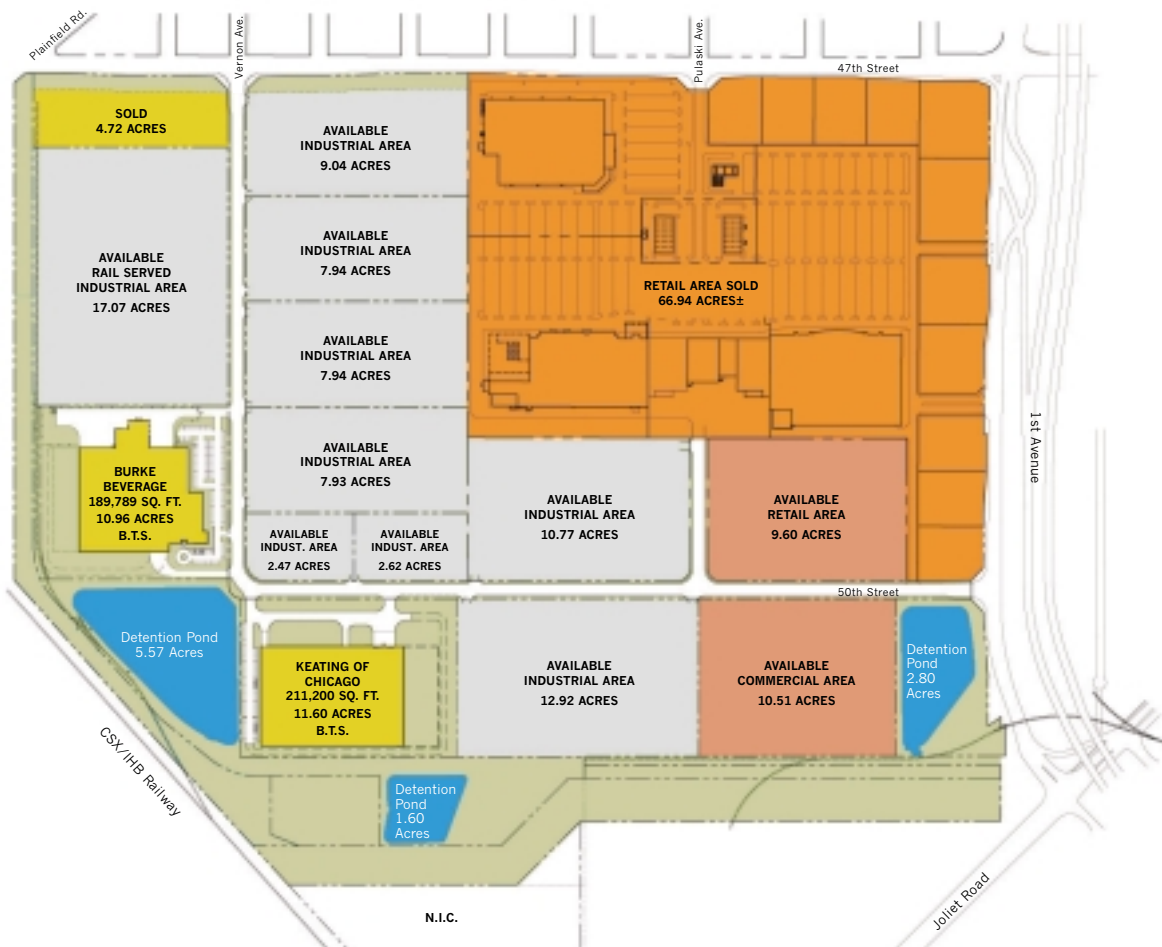 Plainfield Rd.
Vernon Ave.
Pulaski Ave.
47th Street
SOLD
4.72 ACRES
AVAILABLE
INDUSTRIAL AREA
9.04 ACRES
AVAILABLE
RAIL SERVED
INDUSTRIAL AREA
17.07 ACRES
AVAILABLE
INDUSTRIAL AREA
7.94 ACRES
RETAIL AREA SOLD
66.94 ACRES±
AVAILABLE
INDUSTRIAL AREA
7.94 ACRES
AVAILABLE
INDUSTRIAL AREA
7.93 ACRES
1st Avenue
BURKE
BEVERAGE
189,789 SQ. FT.
10.96 ACRES
B.T.S.
AVAILABLE
INDUSTRIAL AREA
10.77 ACRES
AVAILABLE
RETAIL AREA
9.60 ACRES
AVAILABLE
INDUST. AREA
2.47 ACRES
AVAILABLE
INDUST. AREA
2.62 ACRES
50th Street
Detention Pond
5.57 Acres
KEATING OF
CHICAGO
211,200 SQ. FT.
11.60 ACRES
B.T.S.
AVAILABLE
INDUSTRIAL AREA
12.92 ACRES
AVAILABLE
COMMERCIAL AREA
10.51 ACRES
Detention
Pond
2.80
Acres
CSX/IHB Railway
Detention
Pond
1.60
Acres
Joliet Road
N.I.C.